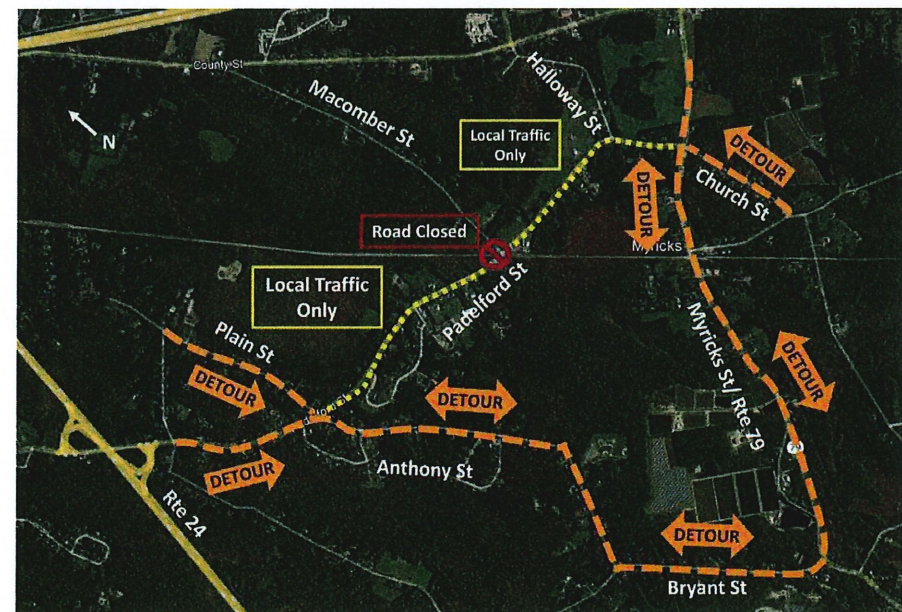 County St
N
Macomber St
Halloway St
Local Traffic
Only
DETOUR
Church St
DETOUR
Road Closed
Myricks
Local Traffic
Only
Padelford St
Plain St
DETOUR
Myricks St/ Rte 79
DETOUR
DETOUR
DETOUR
Anthony St
Rte 24
DETOUR
Bryant St